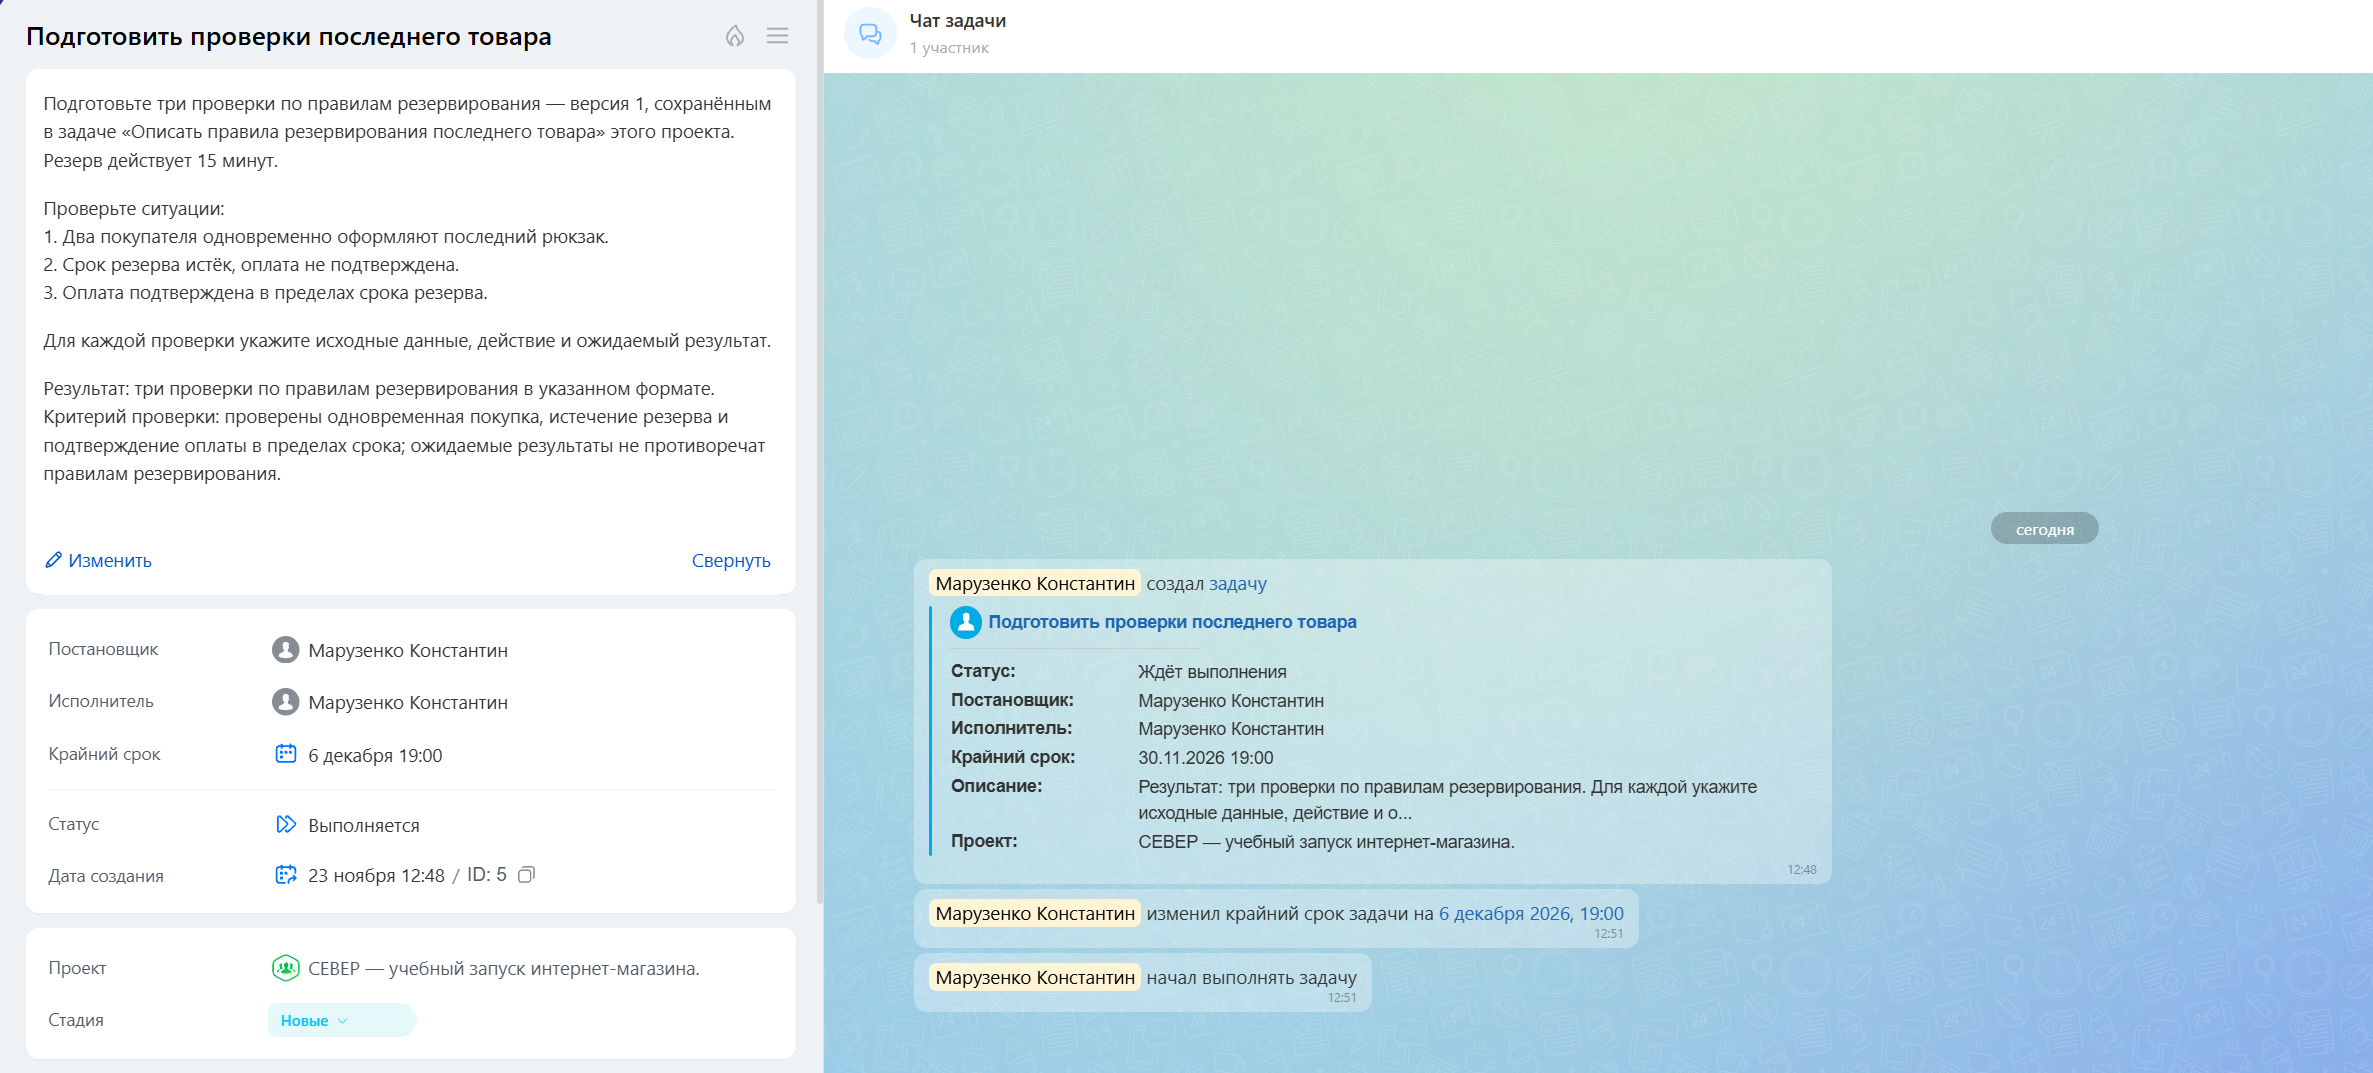 Подготовить проверки последнего товара
Подготовьте три проверки по правилам резервирования — версия 1, сохранённым
в задаче «Описать правила резервирования последнего товара» этого проекта.
Резерв действует 15 минут.
Проверьте ситуации:
1. Два покупателя одновременно оформляют последний рюкзак.
2. Срок резерва истёк, оплата не подтверждена.
3. Оплата подтверждена в пределах срока резерва.
Для каждой проверки укажите исходные данные, действие и ожидаемый результат.
Результат: три проверки по правилам резервирования в указанном формате.
Критерий проверки: проверены одновременная покупка, истечение резерва и
подтверждение оплаты в пределах срока; ожидаемые результаты не противоречат
правилам резервирования.
Изменить Свернуть
Постановщик Марузенко Константин
Исполнитель Марузенко Константин
Крайний срок 6 декабря 19:00
Статус Выполняется
Дата создания 23 ноября 12:48 / ID: 5
Проект СЕВЕР — учебный запуск интернет-магазина.
Стадия Новые
Чат задачи
1 участник
сегодня
Марузенко Константин создал задачу
Подготовить проверки последнего товара
Статус: Ждёт выполнения
Постановщик: Марузенко Константин
Исполнитель: Марузенко Константин
Крайний срок: 30.11.2026 19:00
Описание: Результат: три проверки по правилам резервирования. Для каждой укажите
исходные данные, действие и о...
Проект: СЕВЕР — учебный запуск интернет-магазина.
12:48
Марузенко Константин изменил крайний срок задачи на 6 декабря 2026, 19:00
12:51
Марузенко Константин начал выполнять задачу
12:51